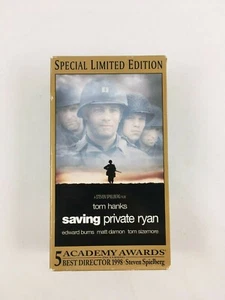 SPECIAL LIMITED EDITION
tom hanks
saving private ryan
edward burns matt damon tom sizemore
5 ACADEMY AWARDS
BEST DIRECTOR 1998 · Steven Spielberg